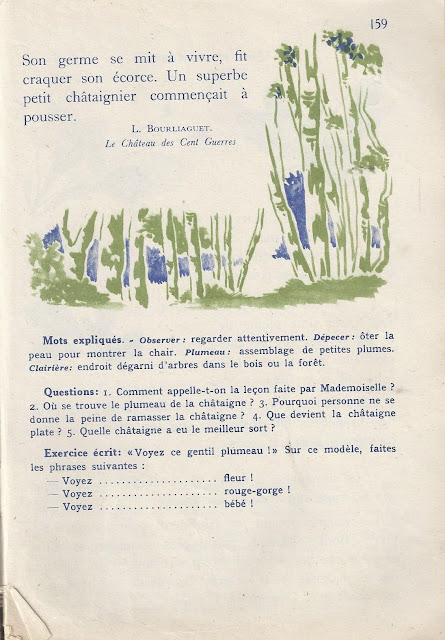 159
Son germe se mit à vivre, fit
craquer son écorce. Un superbe
petit châtaignier commençait à
pousser.
L. Bourliaguet.
Le Château des Cent Guerres
Mots expliqués. - Observer : regarder attentivement. Dépecer : ôter la
peau pour montrer la chair. Plumeau : assemblage de petites plumes.
Clairière : endroit dégarni d'arbres dans le bois ou la forêt.
Questions : 1. Comment appelle-t-on la leçon faite par Mademoiselle ?
2. Où se trouve le plumeau de la châtaigne ? 3. Pourquoi personne ne se
donne la peine de ramasser la châtaigne ? 4. Que devient la châtaigne
plate ? 5. Quelle châtaigne a eu le meilleur sort ?
Exercice écrit : «Voyez ce gentil plumeau !» Sur ce modèle, faites
les phrases suivantes :
— Voyez ...................... fleur !
— Voyez ...................... rouge-gorge !
— Voyez ...................... bébé !